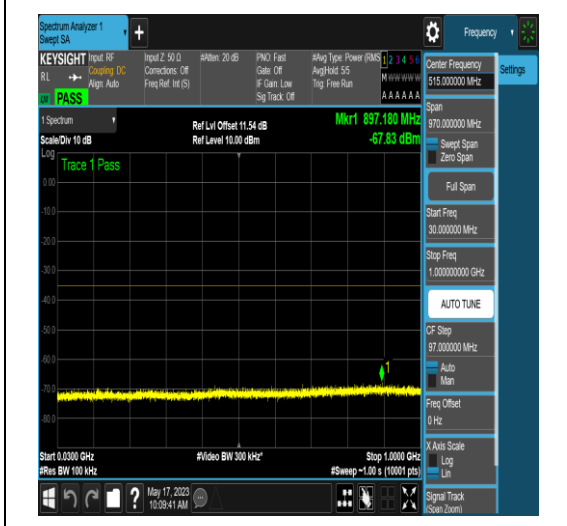 Spectrum Analyzer 1
Swept SA
+
Frequency
KEYSIGHT
RL
PASS
Input: RF
Coupling: DC
Align: Auto
Input Z: 50 Ω
Corrections: Off
Freq Ref: Int (S)
#Atten: 20 dB
PNO: Fast
Gate: Off
IF Gain: Low
Sig Track: Off
#Avg Type: Power (RMS
Avg|Hold: 5/5
Trig: Free Run
1 2 3 4 5 6
M W W W W W
A A A A A A
1 Spectrum
Scale/Div 10 dB
Ref Lvl Offset 11.54 dB
Ref Level 10.00 dBm
Mkr1 897.180 MHz
-67.83 dBm
Log
Trace 1 Pass
0.00
-10.0
-20.0
-30.0
-40.0
-50.0
-60.0
-70.0
-80.0
1
Start 0.0300 GHz
#Res BW 100 kHz
#Video BW 300 kHz*
Stop 1.0000 GHz
#Sweep ~1.00 s (10001 pts)
?
May 17, 2023
10:09:41 AM
Center Frequency
515.000000 MHz
Settings
Span
970.000000 MHz
Swept Span
Zero Span
Full Span
Start Freq
30.000000 MHz
Stop Freq
1.000000000 GHz
AUTO TUNE
CF Step
97.000000 MHz
Auto
Man
Freq Offset
0 Hz
X Axis Scale
Log
Lin
Signal Track
(Span Zoom)